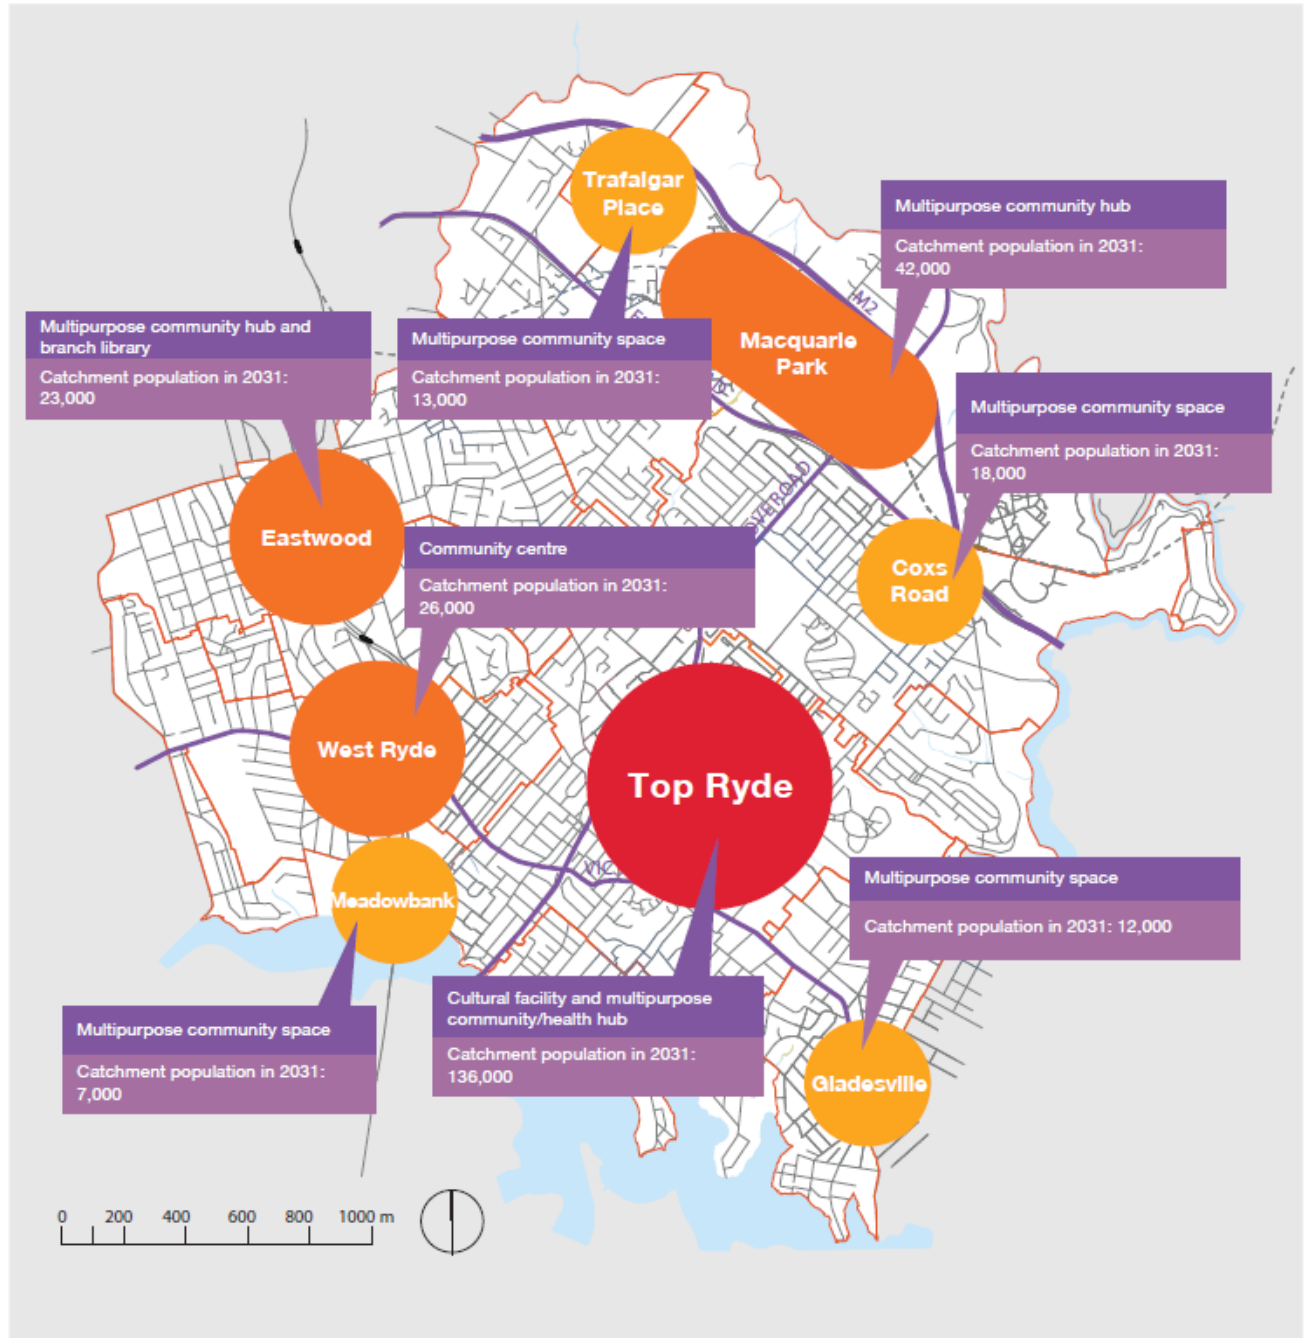 Trafalgar
Place
Multipurpose community hub
Catchment population in 2031:
42,000
M2
Macquarie
Park
Multipurpose community hub and
branch library
Catchment population in 2031:
23,000
Multipurpose community space
Catchment population in 2031:
13,000
Multipurpose community space
Catchment population in 2031:
18,000
Eastwood
Community centre
Catchment population in 2031:
26,000
Coxs
Road
West Ryde
Top Ryde
Meadowbank
Multipurpose community space
Catchment population in 2031: 12,000
Cultural facility and multipurpose
community/health hub
Catchment population in 2031:
136,000
Multipurpose community space
Catchment population in 2031:
7,000
Gladesville
0 200 400 600 800 1000 m